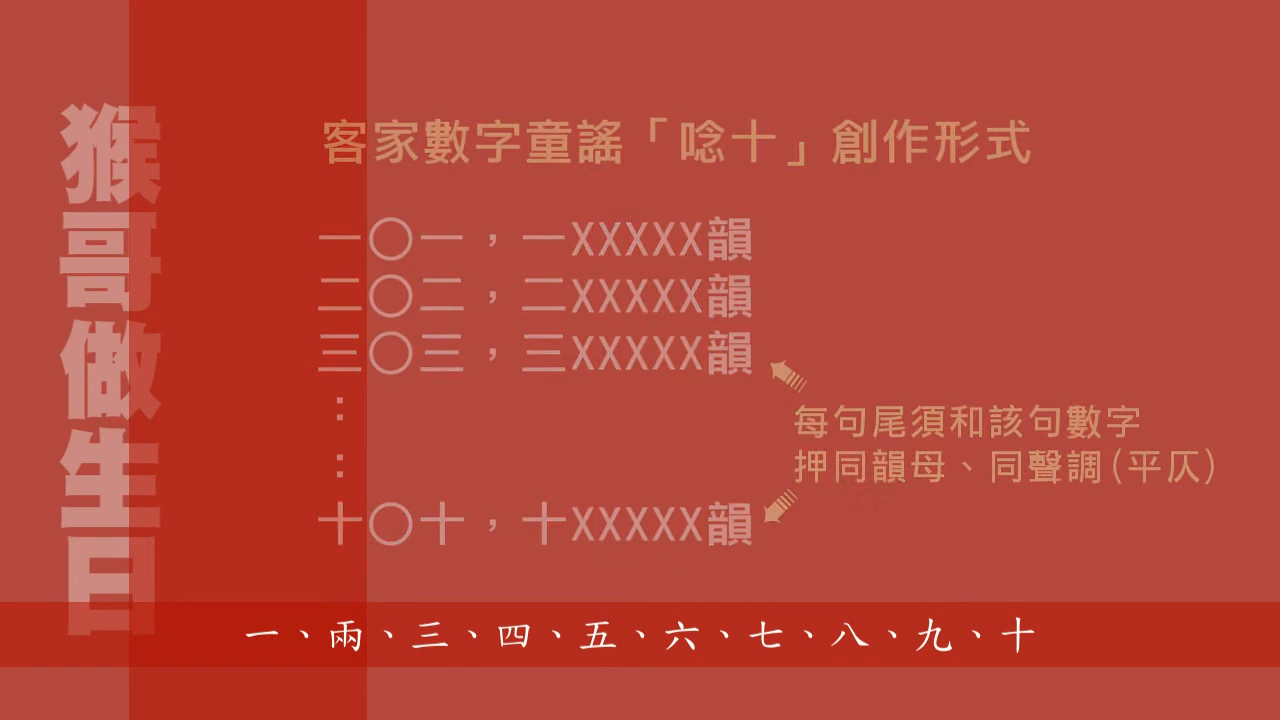 猴哥做生日
客家數字童謠「唸十」創作形式
一〇一，一XXXXX韻
二〇二，二XXXXX韻
三〇三，三XXXXX韻
：
：
十〇十，十XXXXX韻
每句尾須和該句數字
押同韻母、同聲調(平仄)
一、兩、三、四、五、六、七、八、九、十